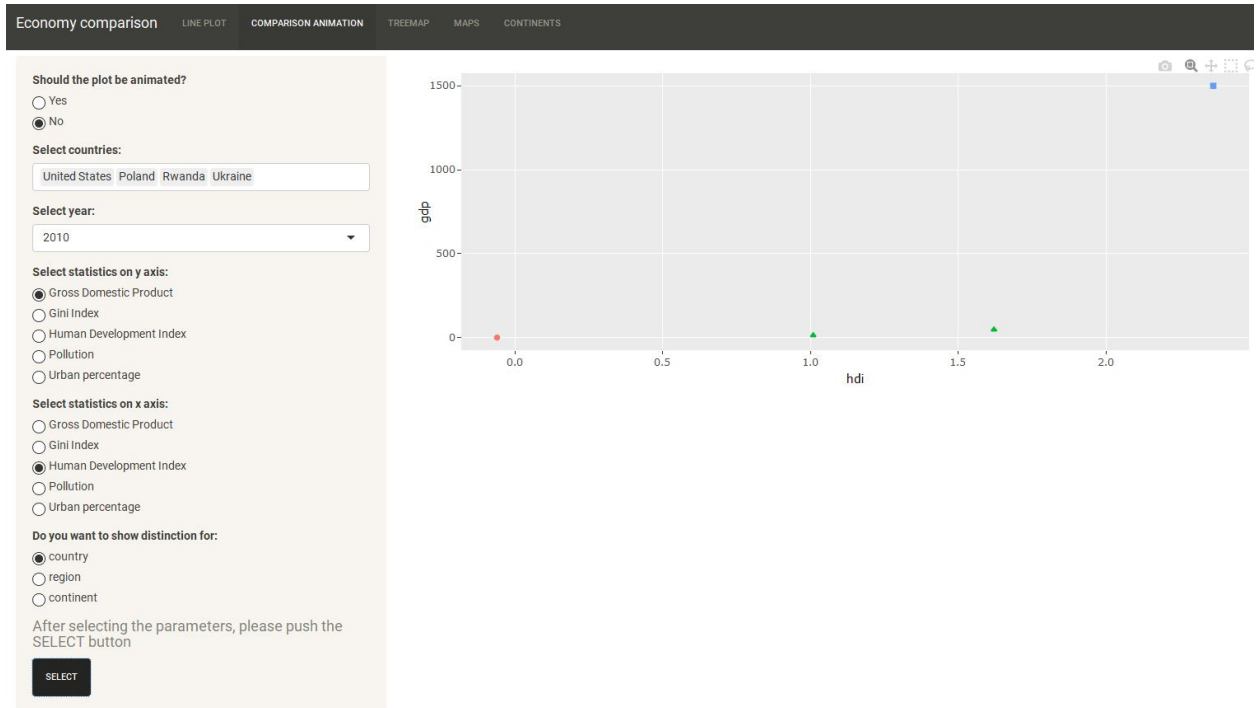 Economy comparison LINE PLOT COMPARISON ANIMATION TREEMAP MAPS CONTINENTS
Should the plot be animated?
Yes
No
Select countries:
United States Poland Rwanda Ukraine
Select year:
2010
Select statistics on y axis:
Gross Domestic Product
Gini Index
Human Development Index
Pollution
Urban percentage
Select statistics on x axis:
Gross Domestic Product
Gini Index
Human Development Index
Pollution
Urban percentage
Do you want to show distinction for:
country
region
continent
After selecting the parameters, please push the
SELECT button
SELECT
1500
1000
500
0
gdp
0.0 0.5 1.0 1.5 2.0
hdi